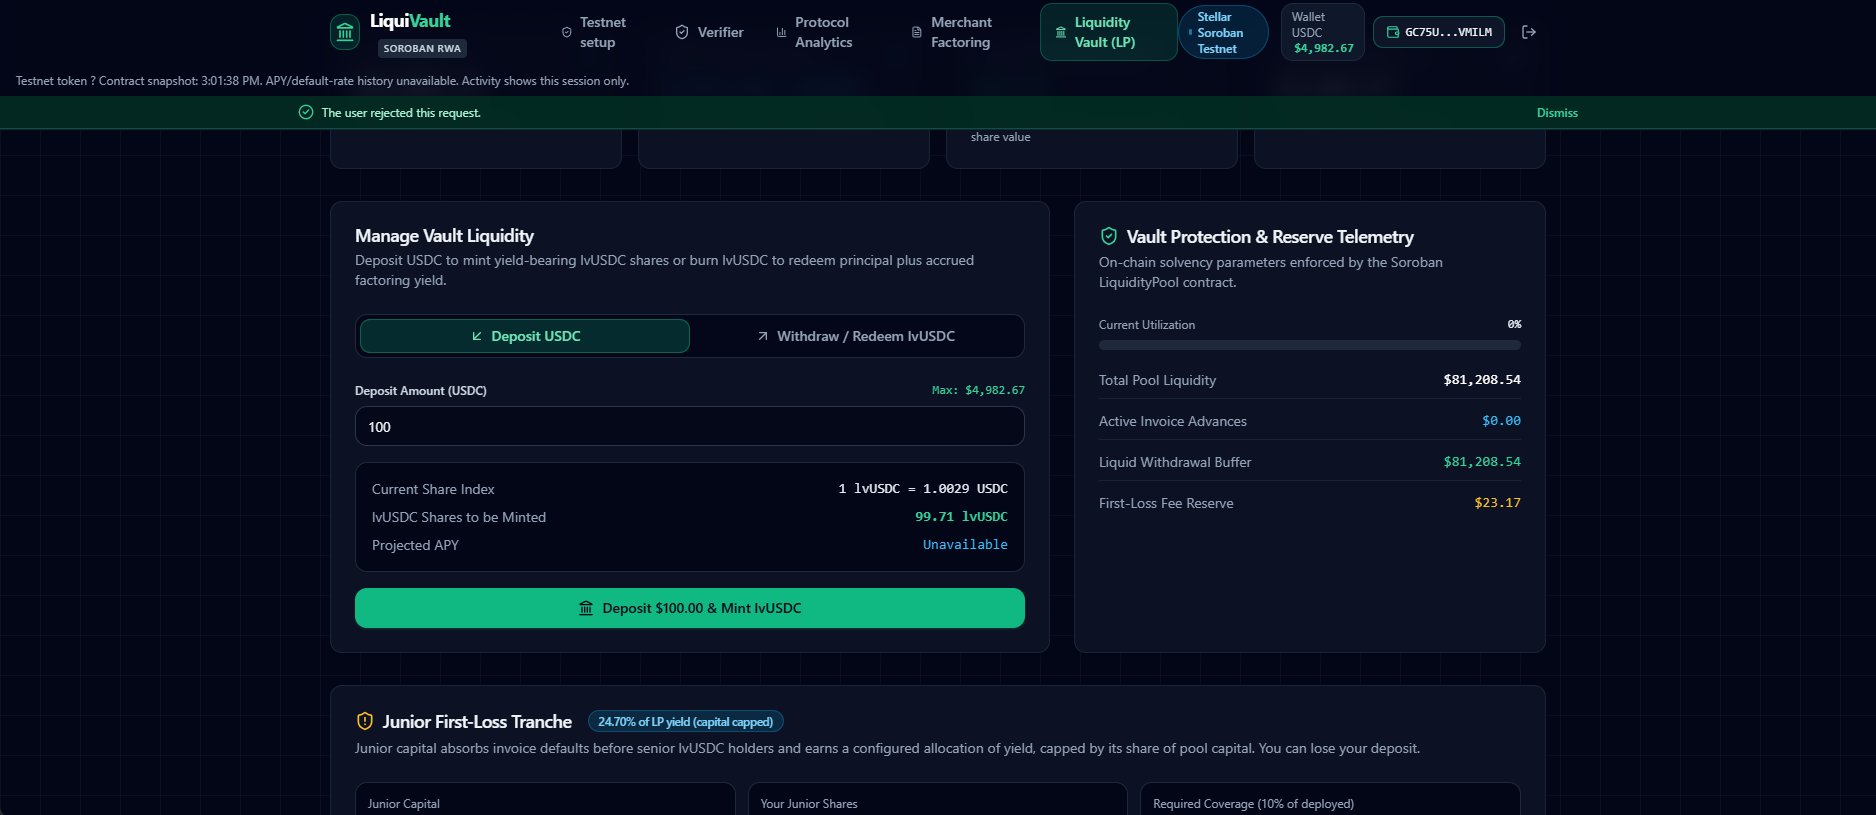 LiquiVault
SOROBAN RWA
Testnet setup
Verifier
Protocol Analytics
Merchant Factoring
Liquidity Vault (LP)
Stellar Soroban Testnet
Wallet USDC
$4,982.67
GC75U...VMILM
Testnet token ? Contract snapshot: 3:01:38 PM. APY/default-rate history unavailable. Activity shows this session only.
The user rejected this request.
Dismiss
share value
Manage Vault Liquidity
Deposit USDC to mint yield-bearing lvUSDC shares or burn lvUSDC to redeem principal plus accrued
factoring yield.
Deposit USDC
Withdraw / Redeem lvUSDC
Deposit Amount (USDC)
Max: $4,982.67
100
Current Share Index
1 lvUSDC = 1.0029 USDC
lvUSDC Shares to be Minted
99.71 lvUSDC
Projected APY
Unavailable
Deposit $100.00 & Mint lvUSDC
Vault Protection & Reserve Telemetry
On-chain solvency parameters enforced by the Soroban
LiquidityPool contract.
Current Utilization
0%
Total Pool Liquidity
$81,208.54
Active Invoice Advances
$0.00
Liquid Withdrawal Buffer
$81,208.54
First-Loss Fee Reserve
$23.17
Junior First-Loss Tranche
24.70% of LP yield (capital capped)
Junior capital absorbs invoice defaults before senior lvUSDC holders and earns a configured allocation of yield, capped by its share of pool capital. You can lose your deposit.
Junior Capital
Your Junior Shares
Required Coverage (10% of deployed)